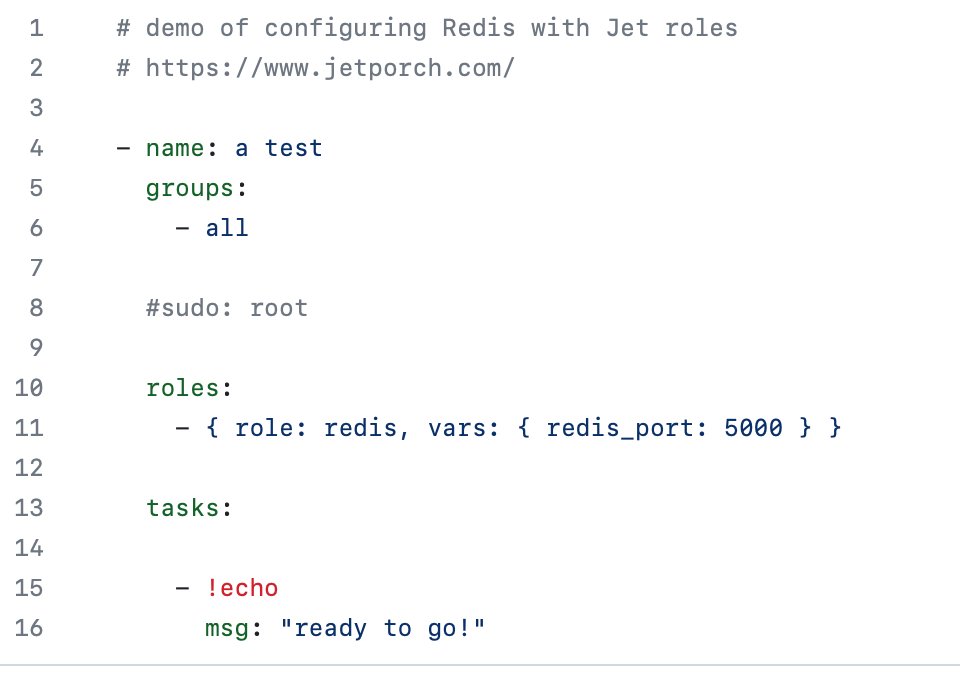 1 # demo of configuring Redis with Jet roles
2 # https://www.jetporch.com/
3
4 - name: a test
5   groups:
6     - all
7
8   #sudo: root
9
10   roles:
11     - { role: redis, vars: { redis_port: 5000 } }
12
13   tasks:
14
15     - !echo
16       msg: "ready to go!"